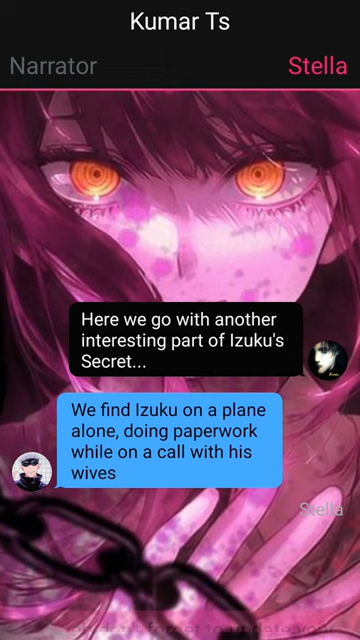 Kumar Ts
Narrator
Stella
Here we go with another
interesting part of Izuku's
Secret...
We find Izuku on a plane
alone, doing paperwork
while on a call with his
wives
Stella